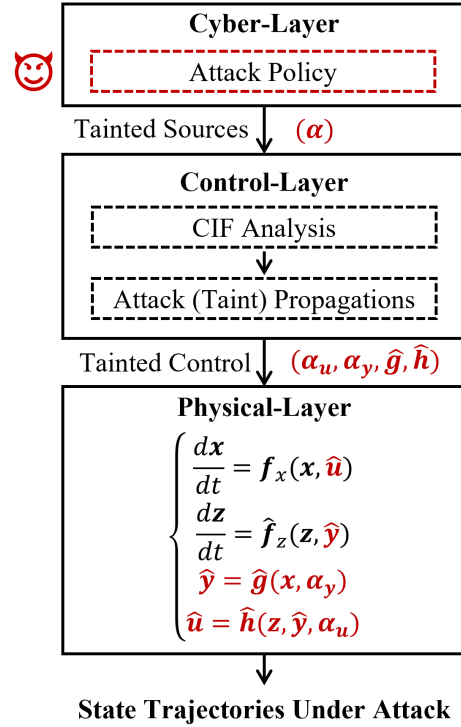 Cyber-Layer
Attack Policy
Tainted Sources (α)
Control-Layer
CIF Analysis
Attack (Taint) Propagations
Tainted Control (α_u, α_y, ĝ, ĥ)
Physical-Layer
dx/dt = f_x(x, û)
dz/dt = f̂_z(z, ŷ)
ŷ = ĝ(x, α_y)
û = ĥ(z, ŷ, α_u)
State Trajectories Under Attack